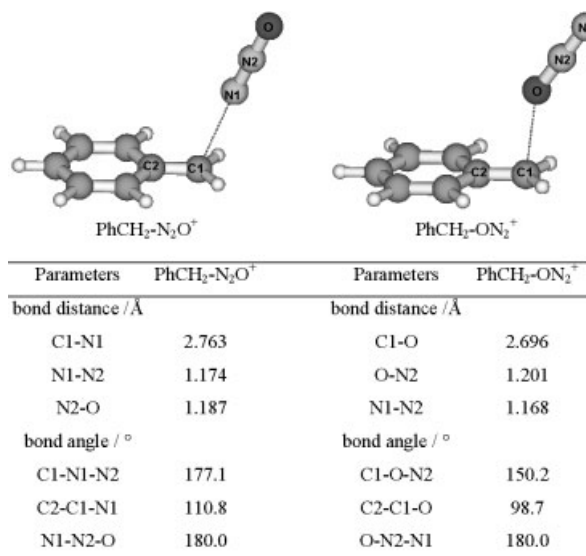 O
N2
N1
C2
C1
N
N2
O
C2
C1
PhCH2-N2O+
PhCH2-ON2+
Parameters PhCH2-N2O+ Parameters PhCH2-ON2+
bond distance /Å bond distance /Å
C1-N1 2.763 C1-O 2.696
N1-N2 1.174 O-N2 1.201
N2-O 1.187 N1-N2 1.168
bond angle / ° bond angle / °
C1-N1-N2 177.1 C1-O-N2 150.2
C2-C1-N1 110.8 C2-C1-O 98.7
N1-N2-O 180.0 O-N2-N1 180.0